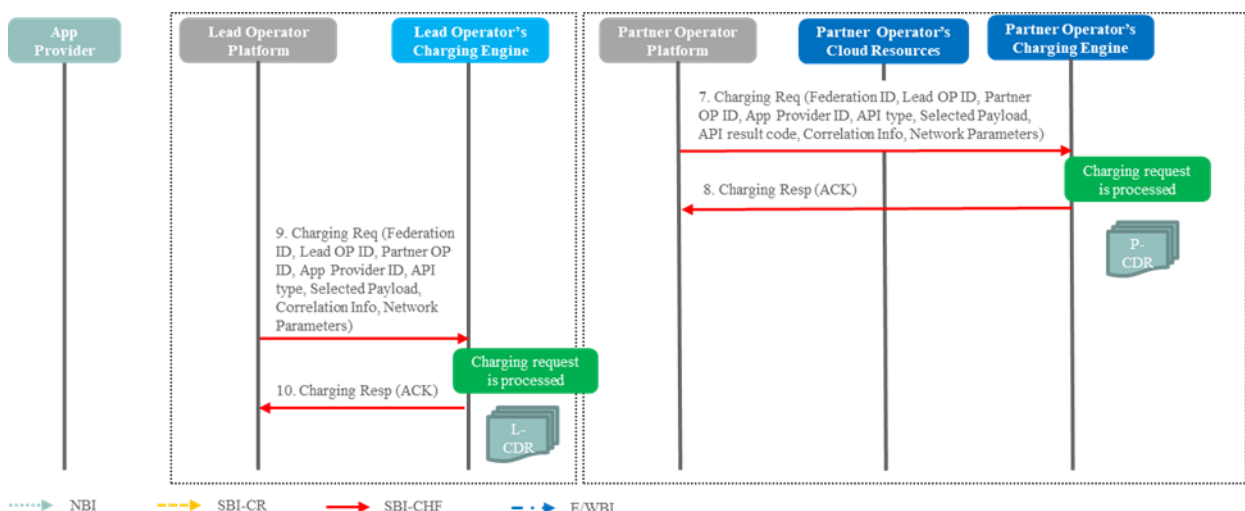 App
Provider
Lead Operator
Platform
Lead Operator's
Charging Engine
Partner Operator
Platform
Partner Operator's
Cloud Resources
Partner Operator's
Charging Engine
7. Charging Req (Federation ID, Lead OP ID, Partner
OP ID, App Provider ID, API type, Selected Payload,
API result code, Correlation Info, Network Parameters)
Charging request
is processed
8. Charging Resp (ACK)
P-
CDR
9. Charging Req (Federation
ID, Lead OP ID, Partner OP
ID, App Provider ID, API
type, Selected Payload,
Correlation Info, Network
Parameters)
Charging request
is processed
10. Charging Resp (ACK)
L-
CDR
NBI
SBI-CR
SBI-CHF
E/WBI